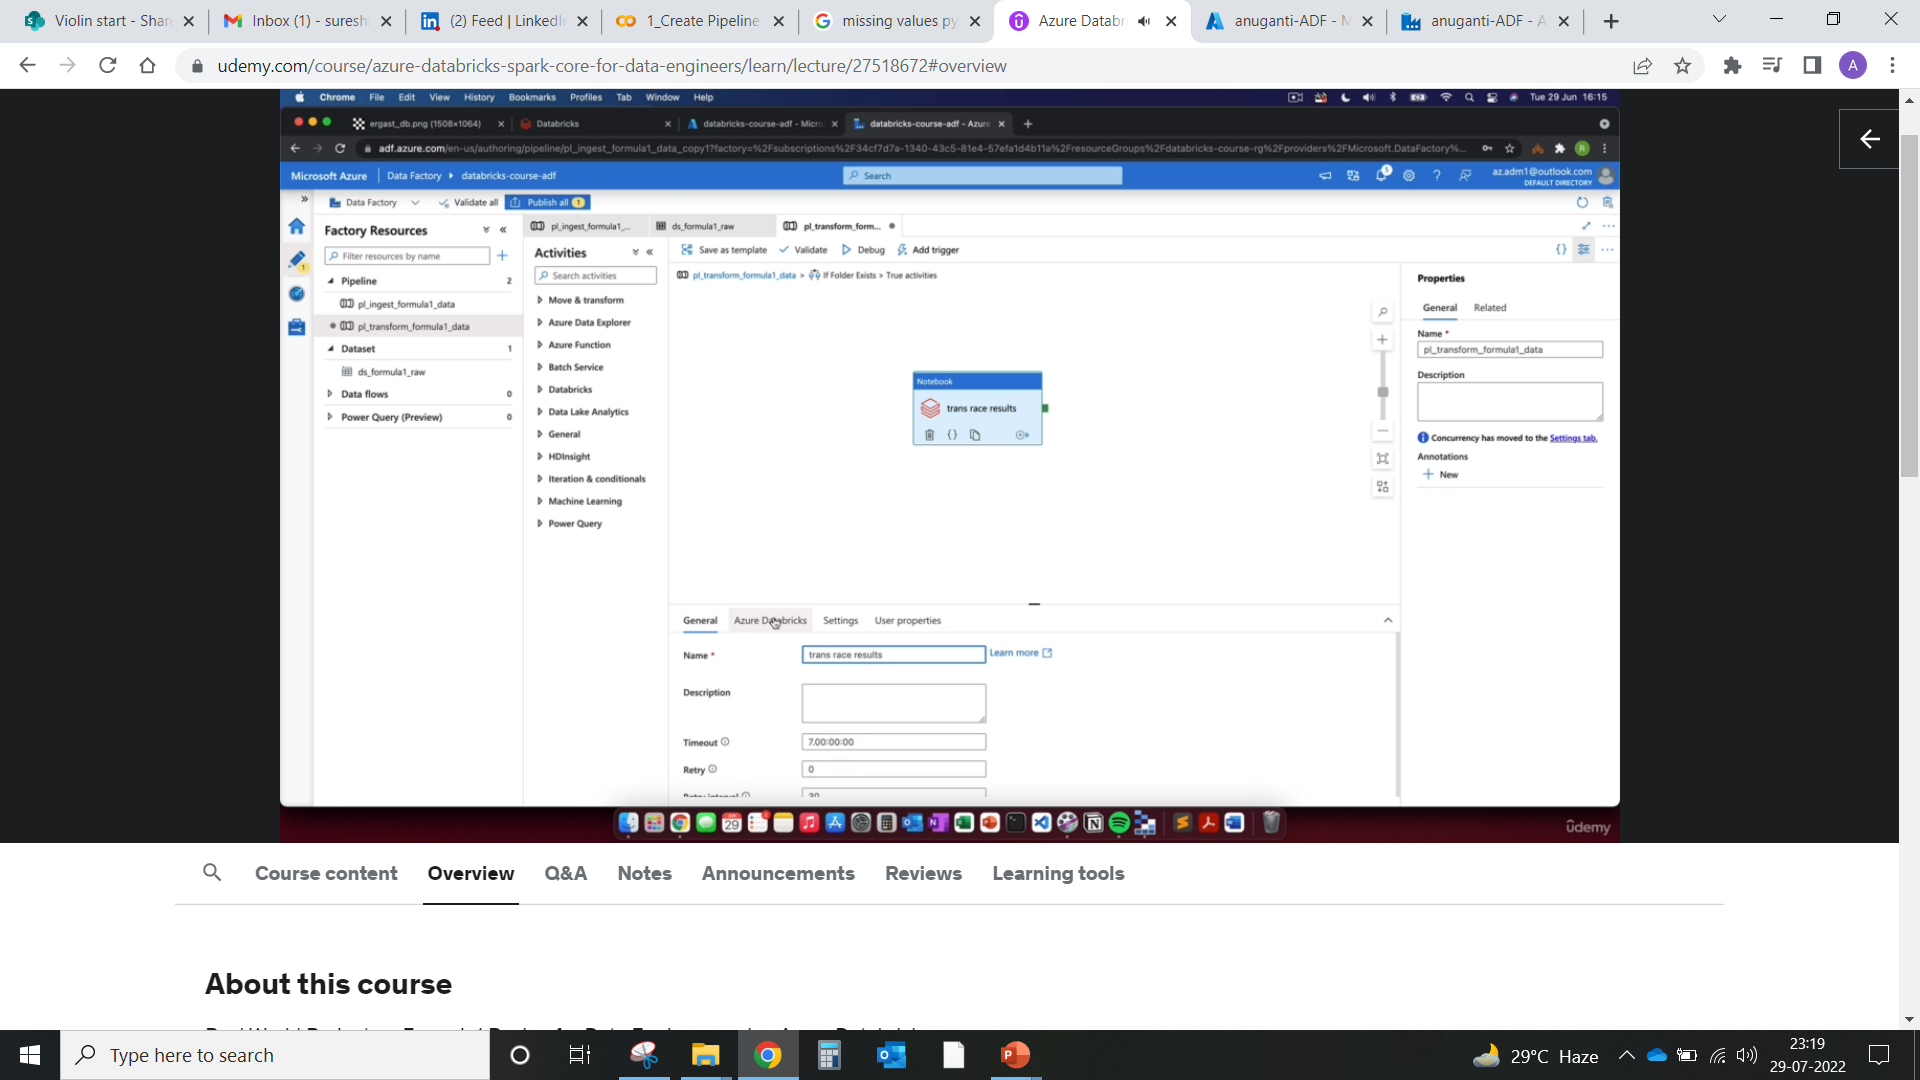 Violin start - Shar
Inbox (1) - suresh
(2) Feed | LinkedI
1_Create Pipeline
missing values py
Azure Databr
anuganti-ADF - M
anuganti-ADF - A
udemy.com/course/azure-databricks-spark-core-for-data-engineers/learn/lecture/27518672#overview
A
Chrome File Edit View History Bookmarks Profiles Tab Window Help
Tue 29 Jun 16:15
ergast_db.png (1508×1064)
Databricks
databricks-course-adf - Micro
databricks-course-adf - Azure
adf.azure.com/en-us/authoring/pipeline/pl_ingest_formula1_data_copy1?factory=%2Fsubscriptions%2F34cf7d7a-1340-43c5-81e4-57efa1d4b11a%2FresourceGroups%2Fdatabricks-course-rg%2Fproviders%2FMicrosoft.DataFactory%...
Microsoft Azure
Data Factory
databricks-course-adf
Search
az.adm1@outlook.com
DEFAULT DIRECTORY
Data Factory
Validate all
Publish all 1
Factory Resources
Filter resources by name
Pipeline 2
pl_ingest_formula1_data
pl_transform_formula1_data
Dataset 1
ds_formula1_raw
Data flows 0
Power Query (Preview) 0
pl_ingest_formula1_...
ds_formula1_raw
pl_transform_form...
Activities
Search activities
Move & transform
Azure Data Explorer
Azure Function
Batch Service
Databricks
Data Lake Analytics
General
HDInsight
Iteration & conditionals
Machine Learning
Power Query
Save as template
Validate
Debug
Add trigger
pl_transform_formula1_data > If Folder Exists > True activities
Notebook
trans race results
General
Azure Databricks
Settings
User properties
Name *
trans race results
Learn more
Description
Timeout
7.00:00:00
Retry
0
Retry interval
30
Properties
General
Related
Name *
pl_transform_formula1_data
Description
Concurrency has moved to the Settings tab.
Annotations
New
ûdemy
Course content
Overview
Q&A
Notes
Announcements
Reviews
Learning tools
About this course
Type here to search
29°C Haze
23:19
29-07-2022